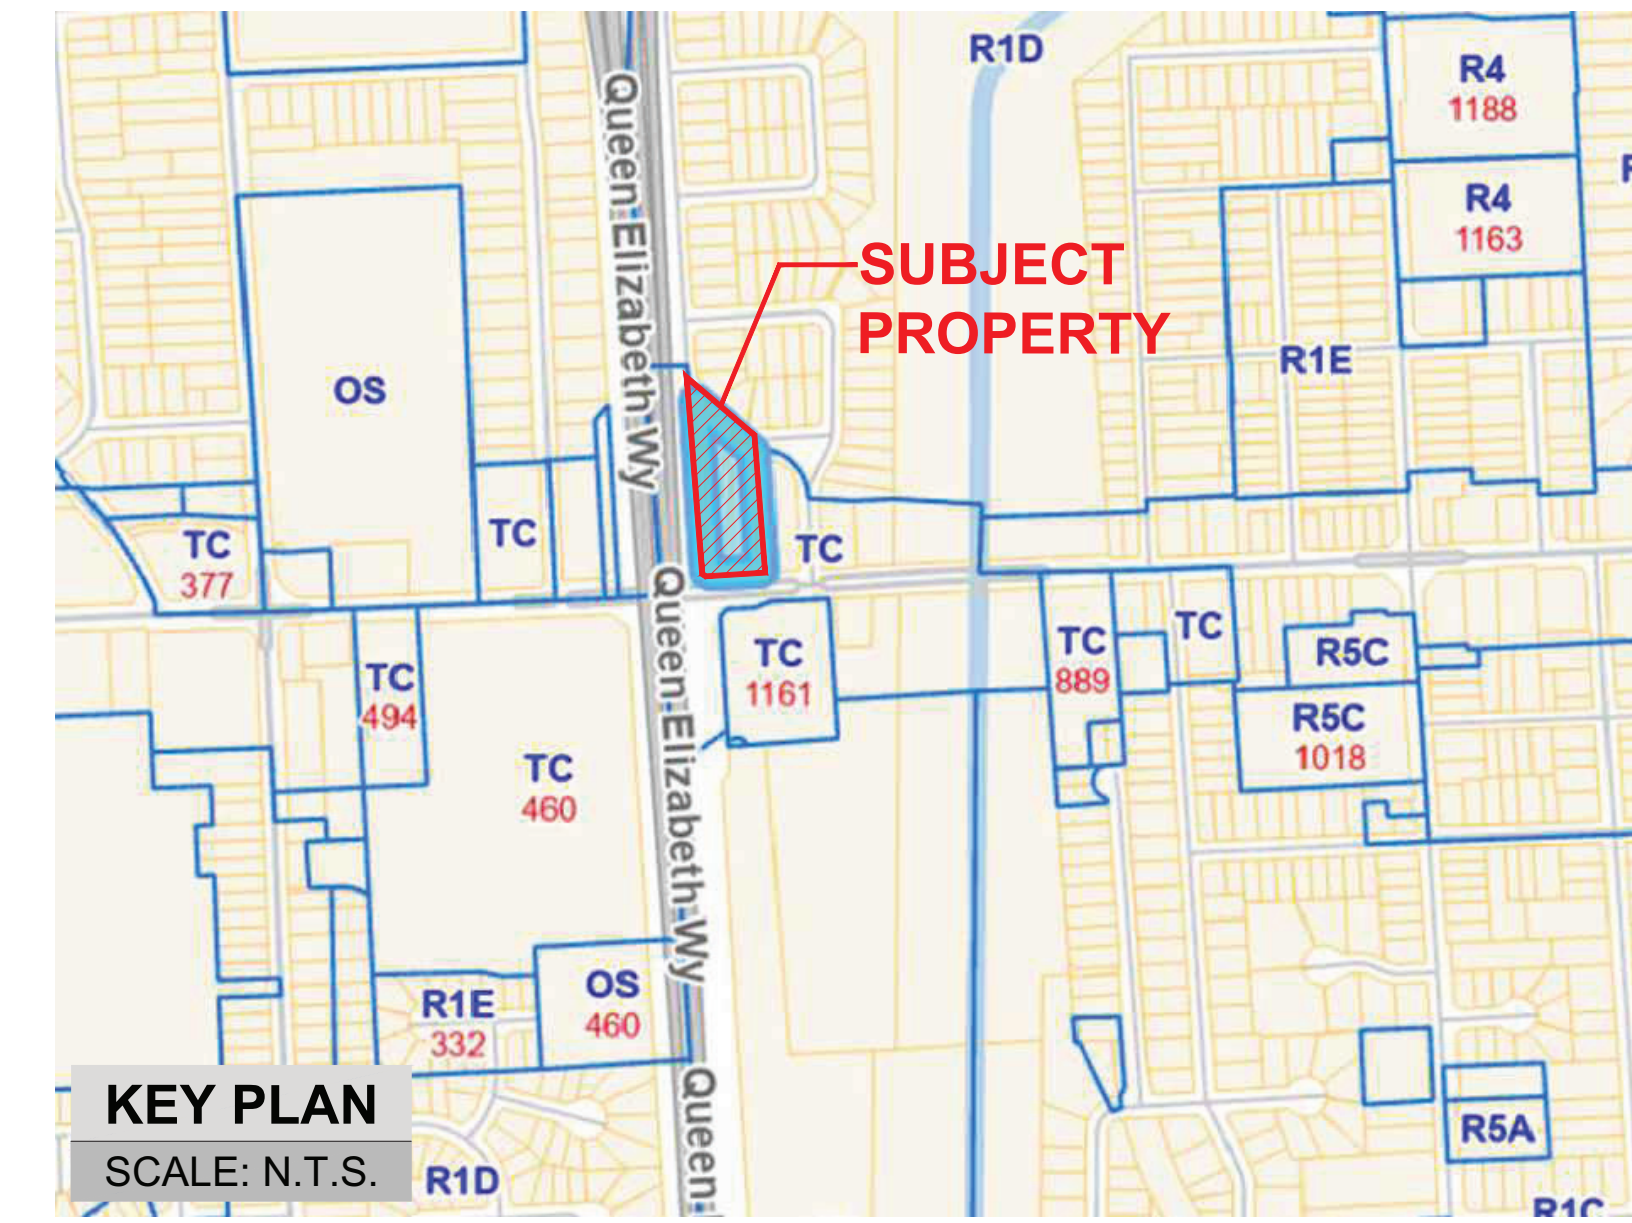 R1D
R4
1188
R4
1163
Queen Elizabeth Wy
SUBJECT
PROPERTY
R1E
OS
TC
377
TC
TC
Queen Elizabeth Wy
TC
494
TC
460
TC
1161
TC
889
TC
R5C
R5C
1018
R1E
332
OS
460
Queen
KEY PLAN
SCALE: N.T.S.
R1D
R5A
R1C